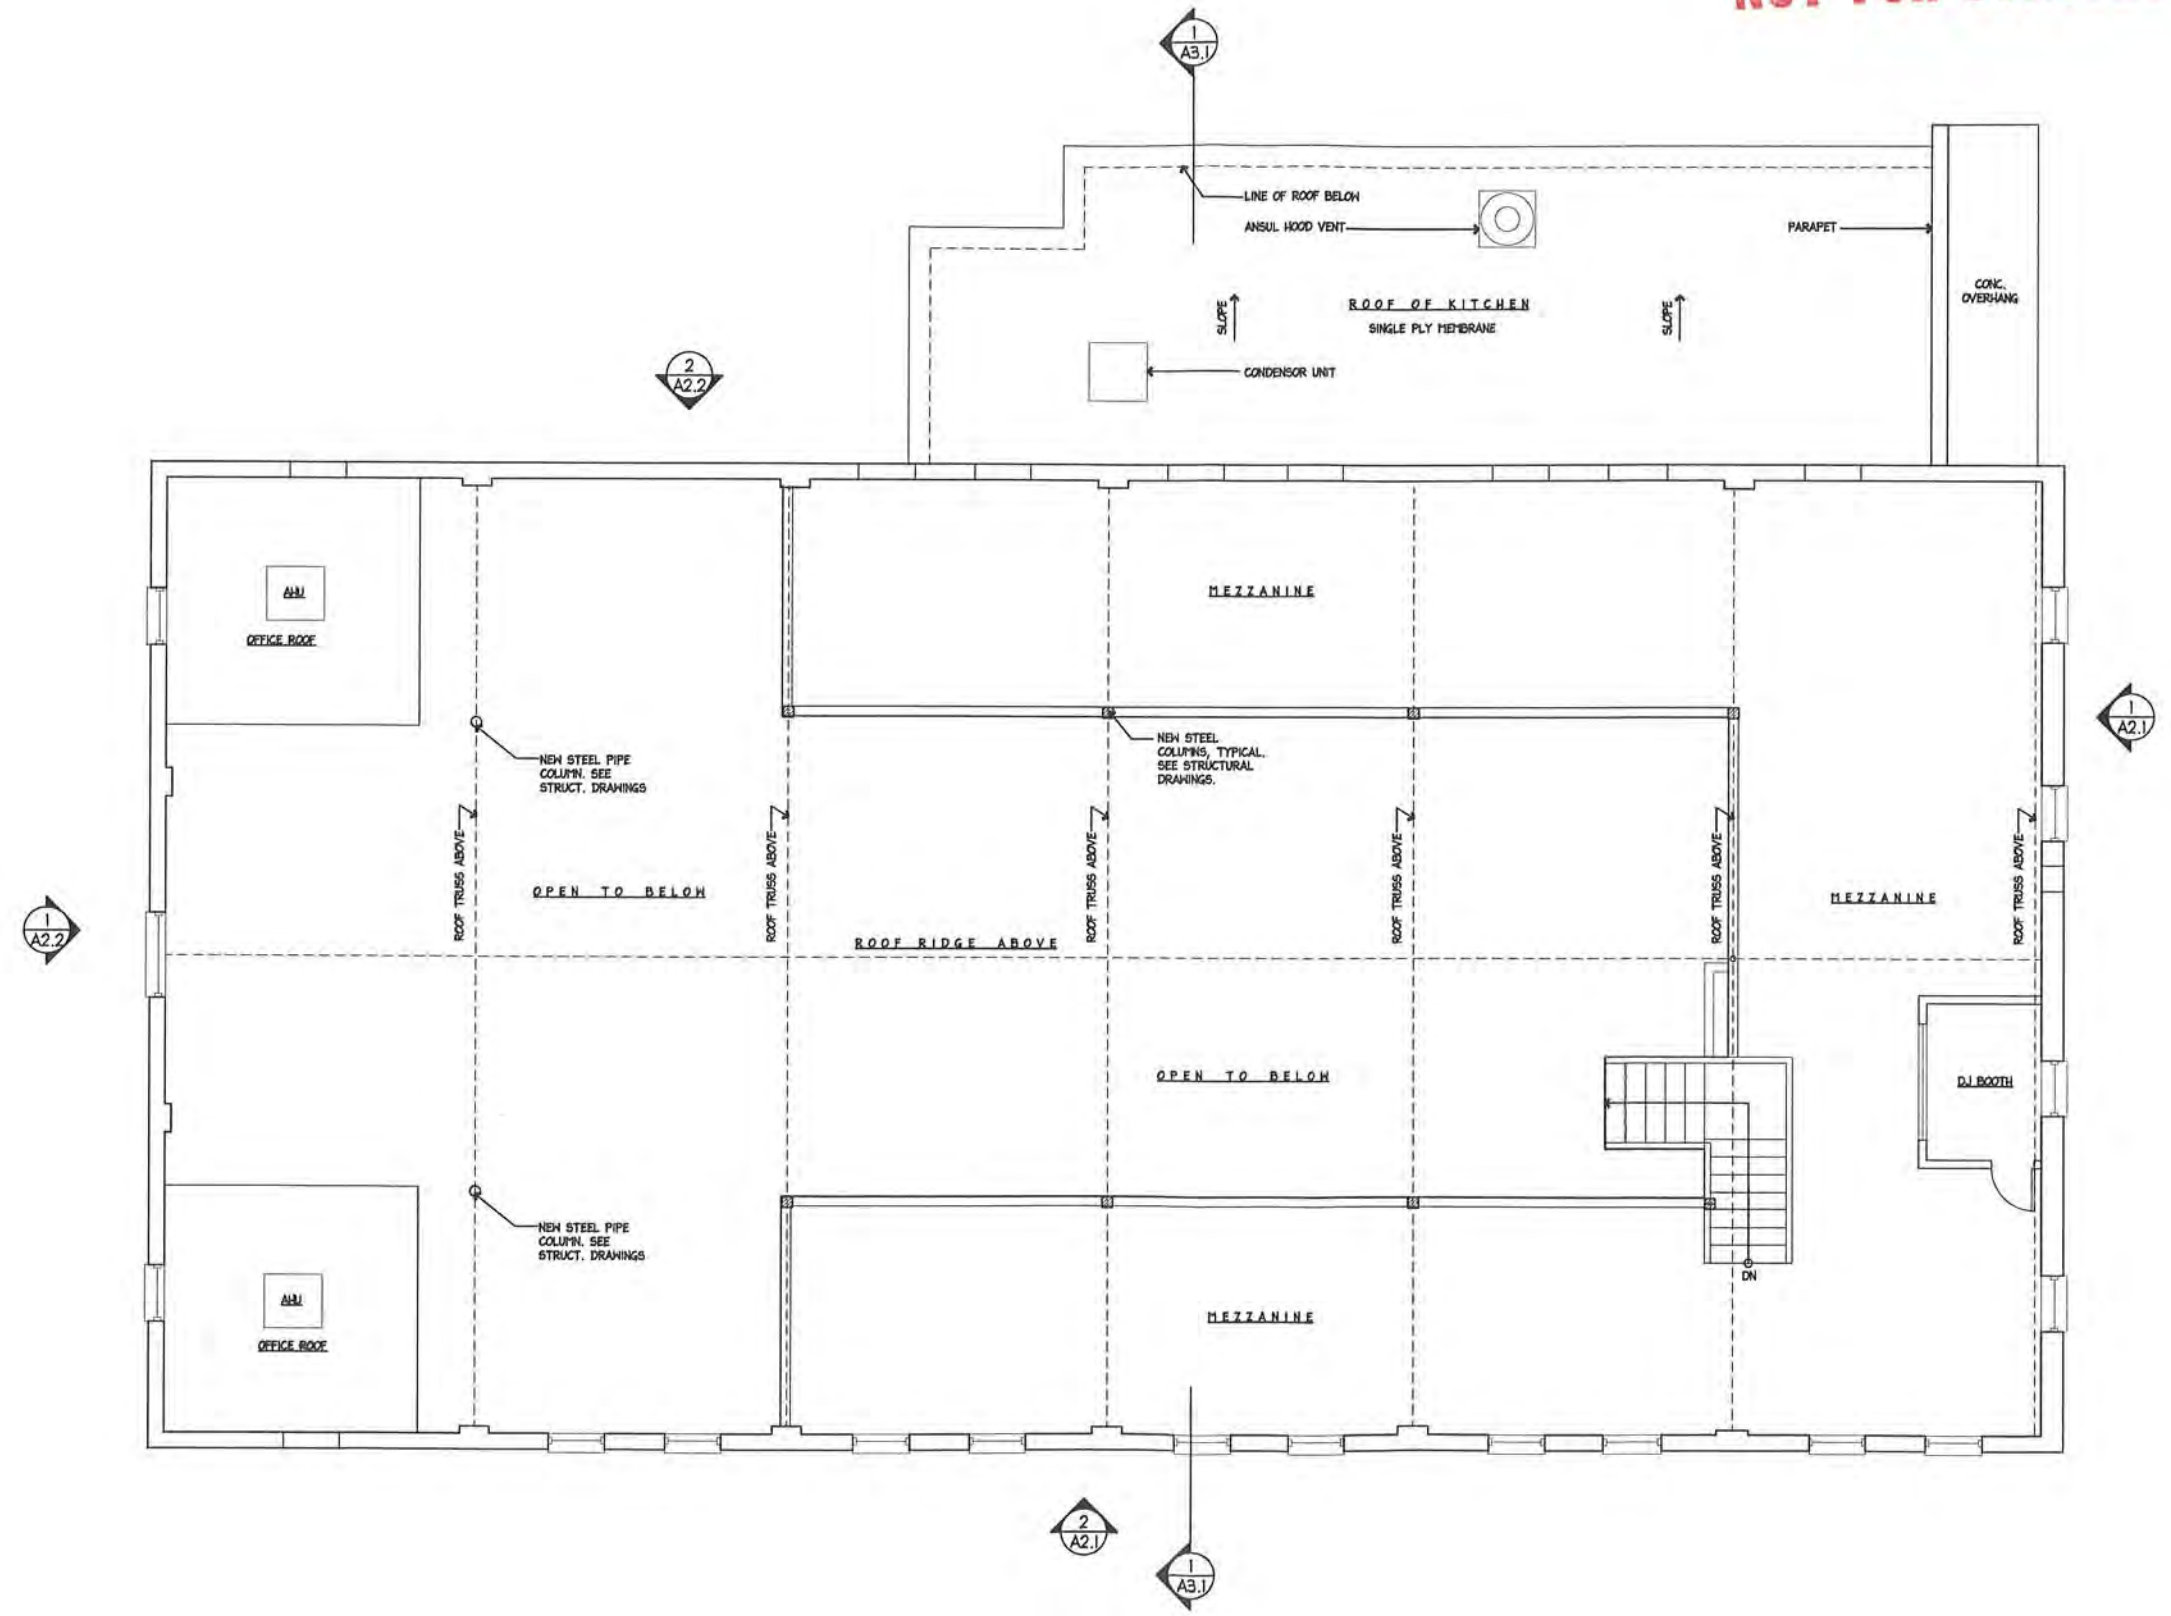 NOT FOR
1
A3.1
LINE OF ROOF BELOW
ANSUL HOOD VENT
PARAPET
CONC.
OVERHANG
SLOPE
ROOF OF KITCHEN
SINGLE PLY MEMBRANE
SLOPE
CONDENSOR UNIT
2
A2.2
AHU
OFFICE ROOF
MEZZANINE
1
A2.1
NEW STEEL PIPE
COLUMN. SEE
STRUCT. DRAWINGS
NEW STEEL
COLUMNS, TYPICAL.
SEE STRUCTURAL
DRAWINGS.
ROOF TRUSS ABOVE
ROOF TRUSS ABOVE
ROOF TRUSS ABOVE
ROOF TRUSS ABOVE
ROOF TRUSS ABOVE
ROOF TRUSS ABOVE
OPEN TO BELOW
MEZZANINE
1
A2.2
ROOF RIDGE ABOVE
OPEN TO BELOW
DJ BOOTH
NEW STEEL PIPE
COLUMN. SEE
STRUCT. DRAWINGS
DN
AHU
OFFICE ROOF
MEZZANINE
2
A2.1
1
A3.1